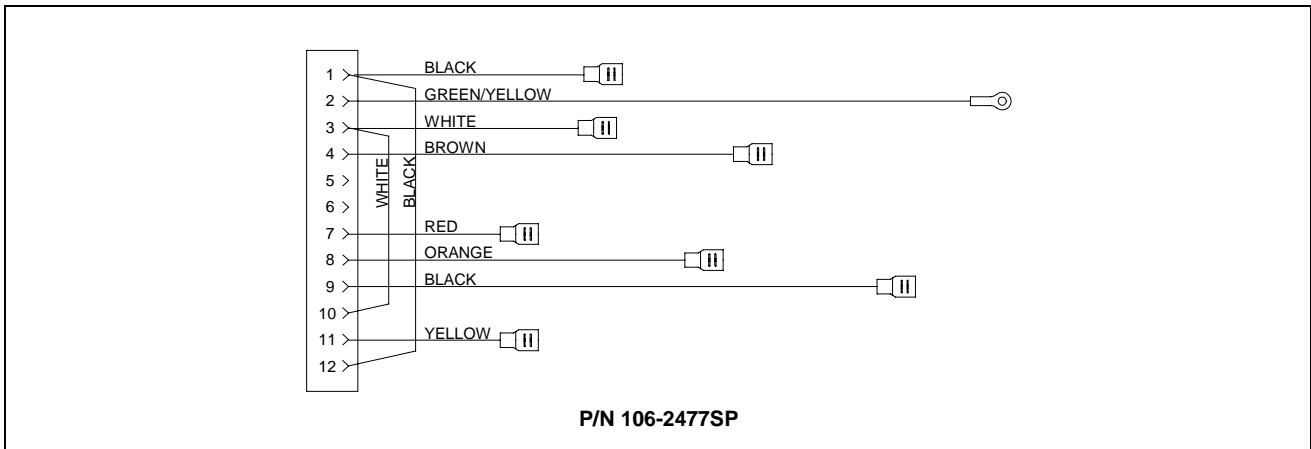 1 BLACK
2 GREEN/YELLOW
3 WHITE
4 BROWN
5
6
WHITE
BLACK
7 RED
8 ORANGE
9 BLACK
10
11 YELLOW
12
P/N 106-2477SP